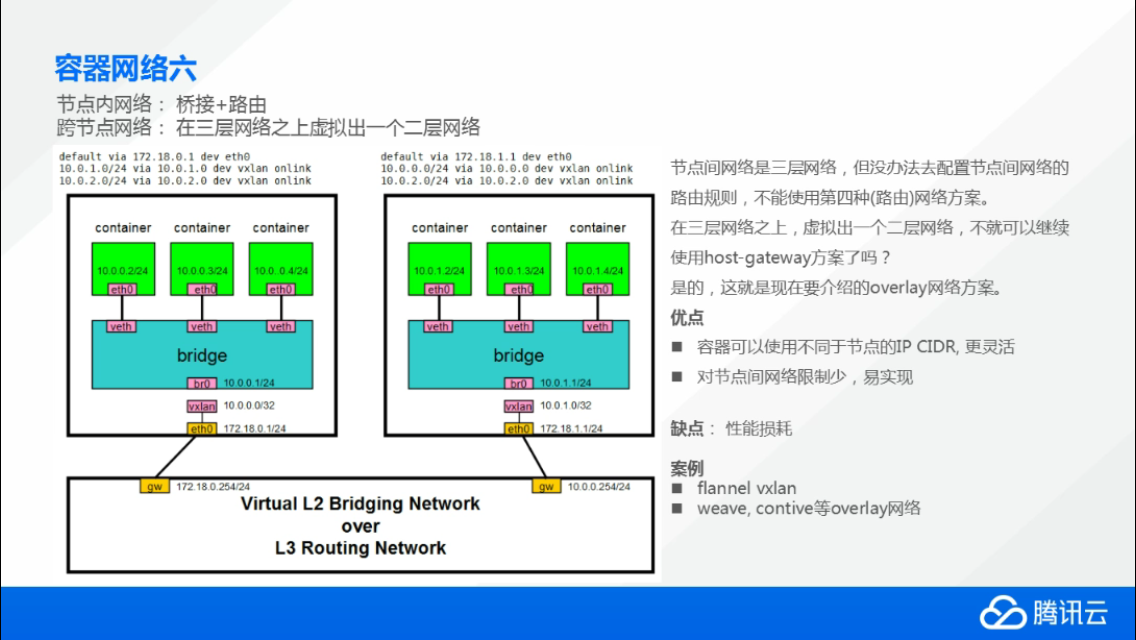 容器网络六
节点内网络： 桥接+路由
跨节点网络： 在三层网络之上虚拟出一个二层网络
default via 172.18.0.1 dev eth0
10.0.1.0/24 via 10.0.1.0 dev vxlan onlink
10.0.2.0/24 via 10.0.2.0 dev vxlan onlink
container container container
10.0.0.2/24 10.0.0.3/24 10.0..0.4/24
eth0 eth0 eth0
veth veth veth
bridge
br0 10.0.0.1/24
vxlan 10.0.0.0/32
eth0 172.18.0.1/24
default via 172.18.1.1 dev eth0
10.0.0.0/24 via 10.0.0.0 dev vxlan onlink
10.0.2.0/24 via 10.0.2.0 dev vxlan onlink
container container container
10.0.1.2/24 10.0.1.3/24 10.0.1.4/24
eth0 eth0 eth0
veth veth veth
bridge
br0 10.0.1.1/24
vxlan 10.0.1.0/32
eth0 172.18.1.1/24
gw 172.18.0.254/24
gw 10.0.0.254/24
Virtual L2 Bridging Network
over
L3 Routing Network
节点间网络是三层网络，但没办法去配置节点间网络的
路由规则，不能使用第四种(路由)网络方案。
在三层网络之上，虚拟出一个二层网络，不就可以继续
使用host-gateway方案了吗？
是的，这就是现在要介绍的overlay网络方案。
优点
■ 容器可以使用不同于节点的IP CIDR, 更灵活
■ 对节点间网络限制少，易实现
缺点： 性能损耗
案例
■ flannel vxlan
■ weave, contive等overlay网络
腾讯云